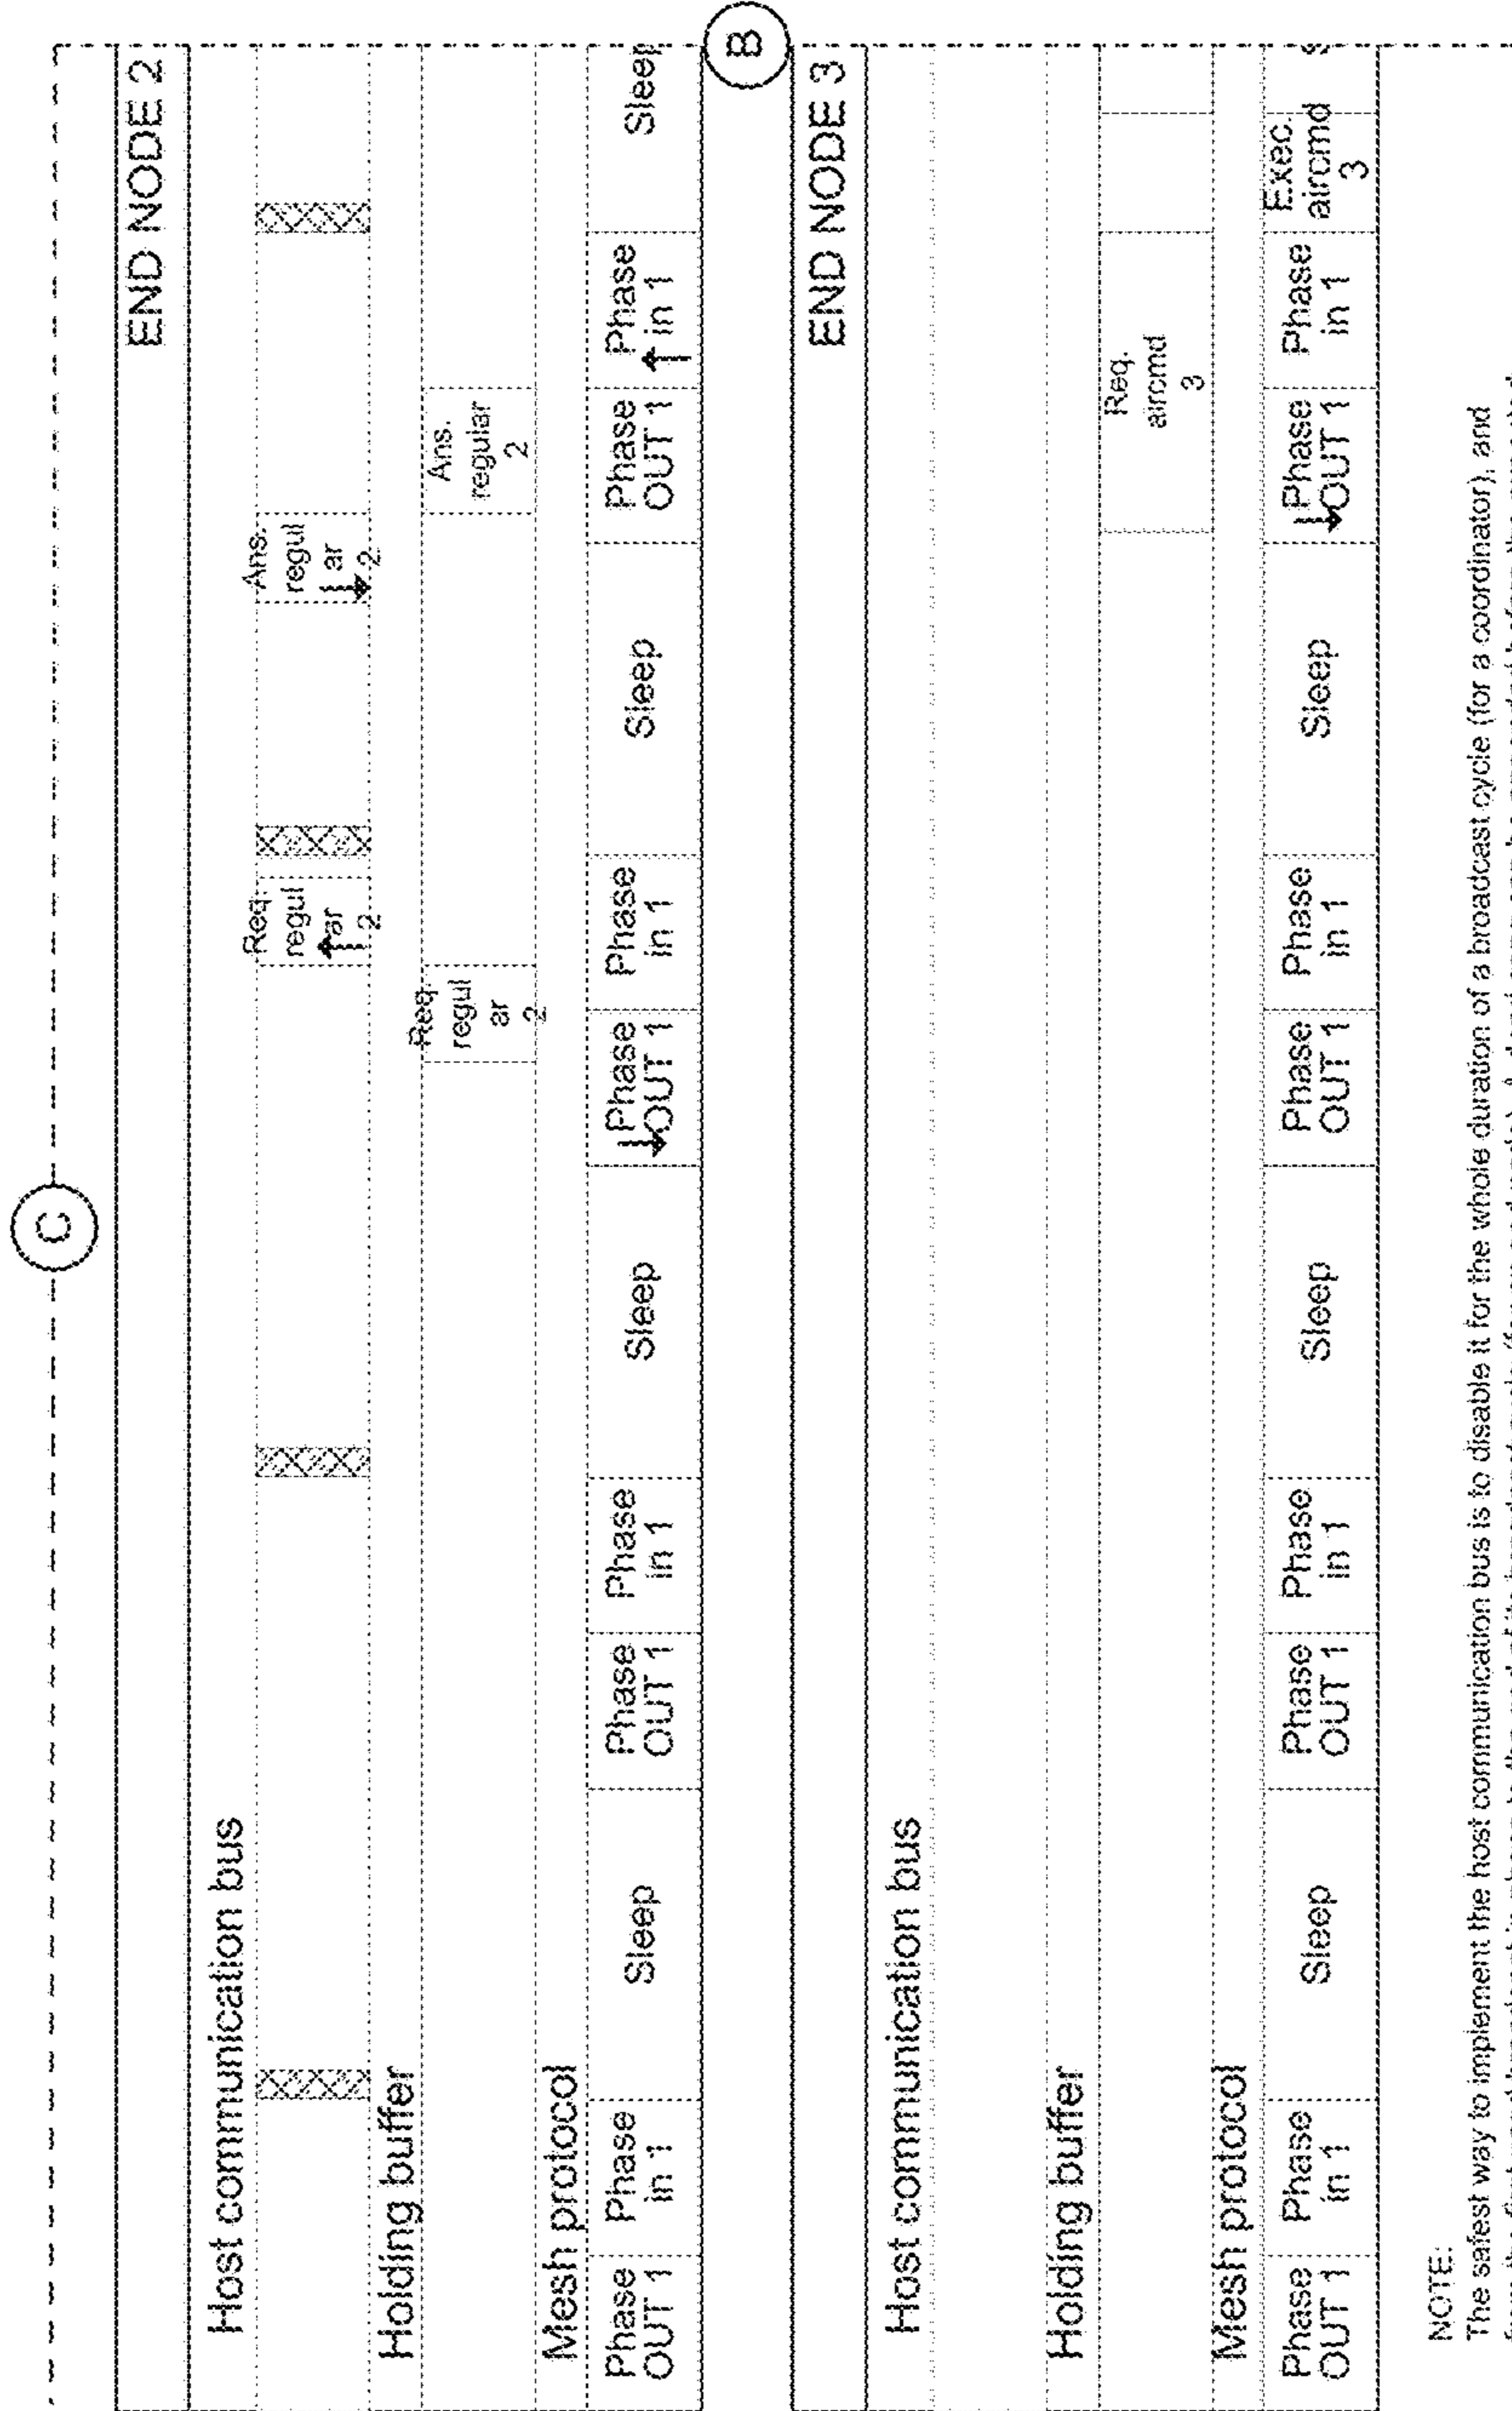 C
END NODE 2
Host communication bus
Req.
regul
ar
2
Ans.
regul
ar
2
Holding buffer
Req.
regul
ar
2
Ans.
regular
2
Mesh protocol
Phase
OUT 1
Phase
in 1
Sleep
Phase
OUT 1
Phase
in 1
Sleep
Phase
OUT 1
Phase
in 1
Sleep
Phase
OUT 1
Phase
in 1
Sleep
B
END NODE 3
Host communication bus
Holding buffer
Req.
aircmd
3
Mesh protocol
Phase
OUT 1
Phase
in 1
Sleep
Phase
OUT 1
Phase
in 1
Sleep
Phase
OUT 1
Phase
in 1
Sleep
Phase
OUT 1
Phase
in 1
Exec.
aircmd
3
NOTE:
The safest way to implement the host communication bus is to disable it for the whole duration of a broadcast cycle (for a coordinator), and